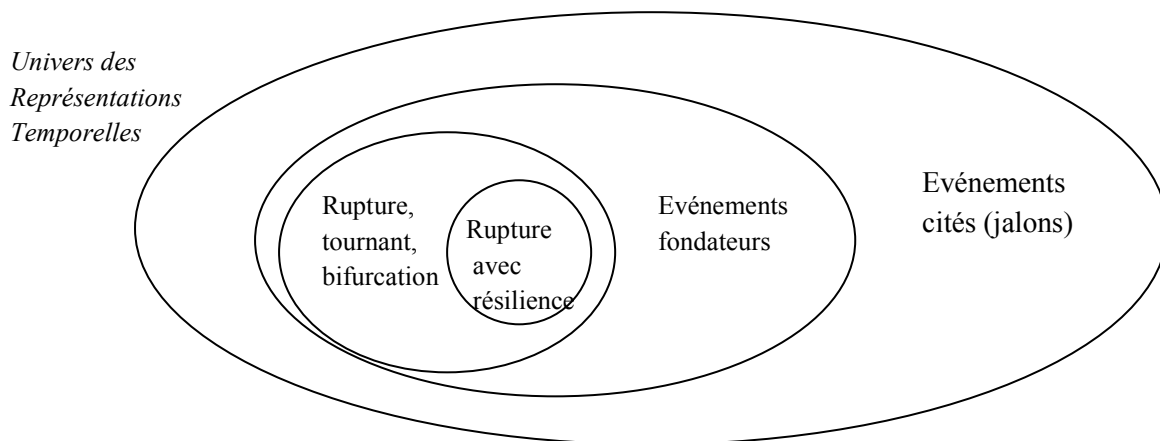 Univers des
Représentations
Temporelles
Rupture,
tournant,
bifurcation
Rupture
avec
résilience
Evénements
fondateurs
Evénements
cités (jalons)